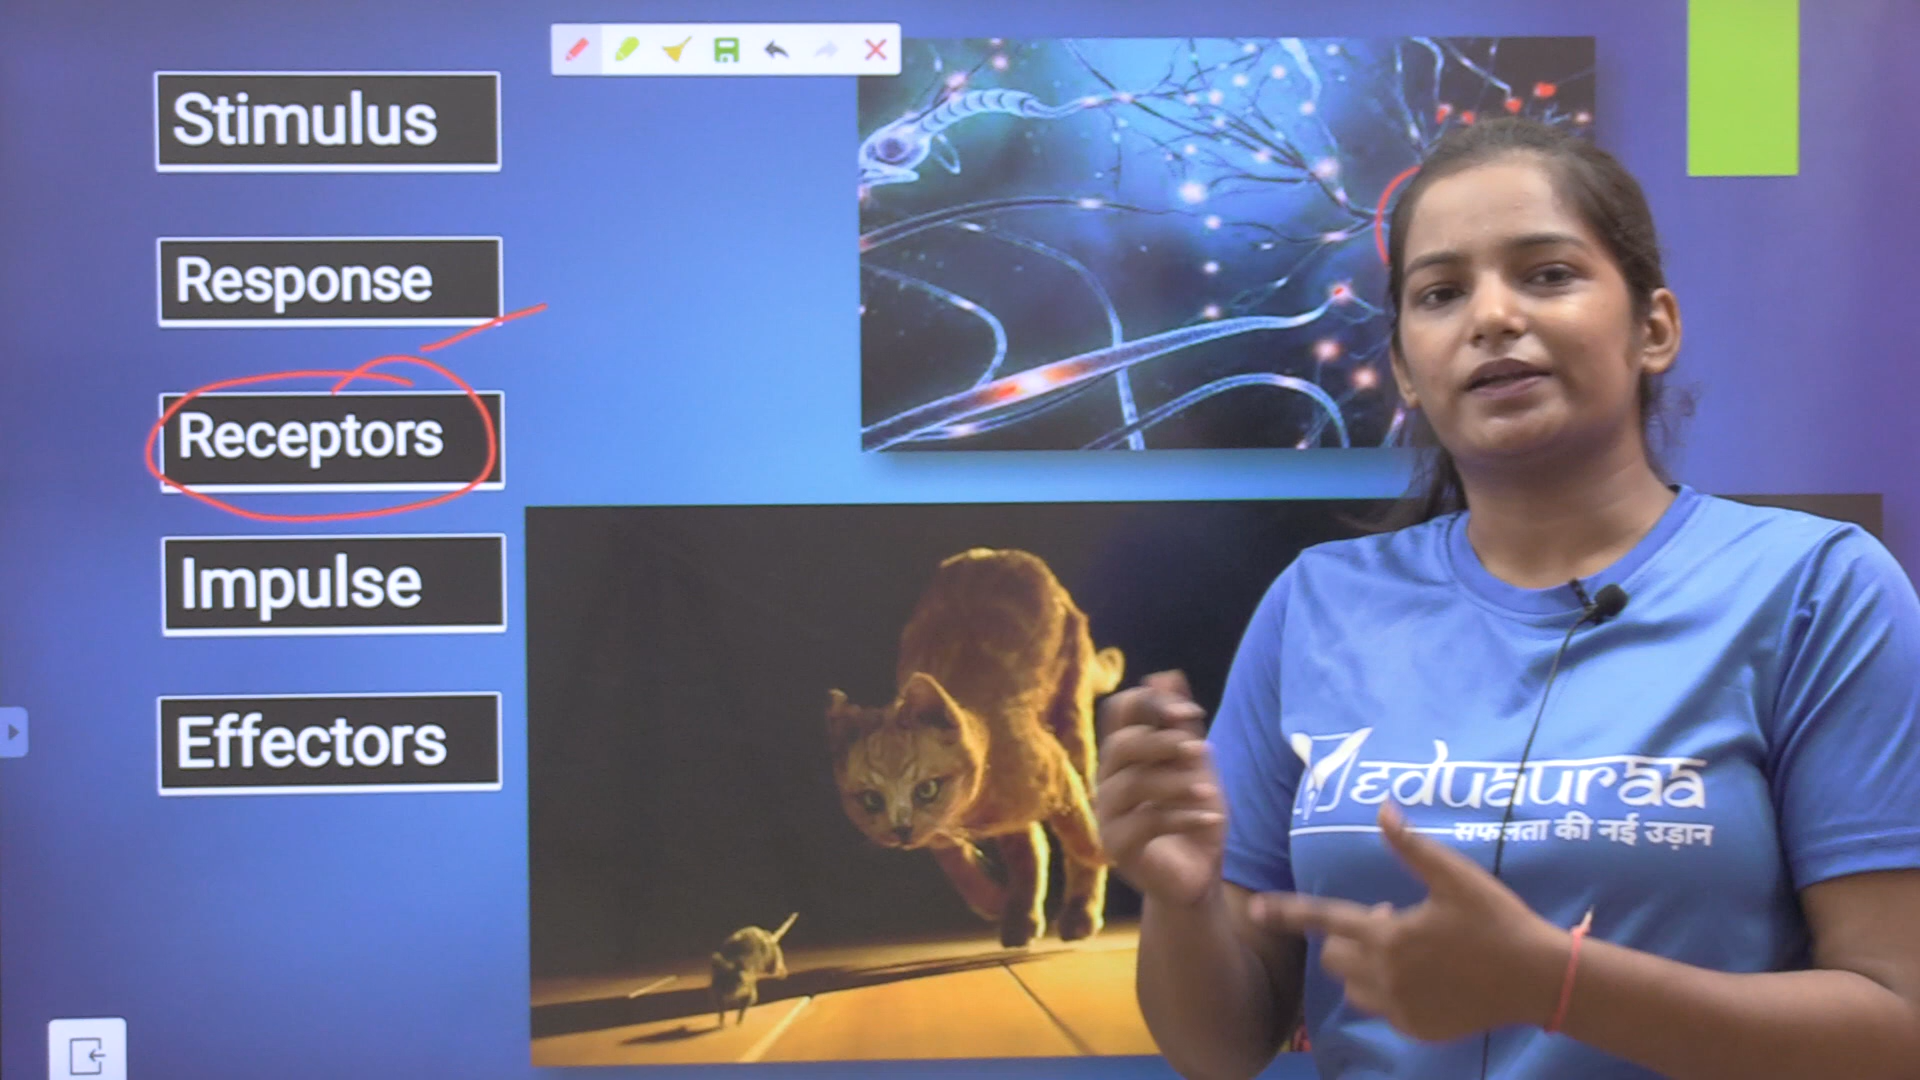 Stimulus
Response
Receptors
Impulse
Effectors
eduauraa
सफलता की नई उड़ान